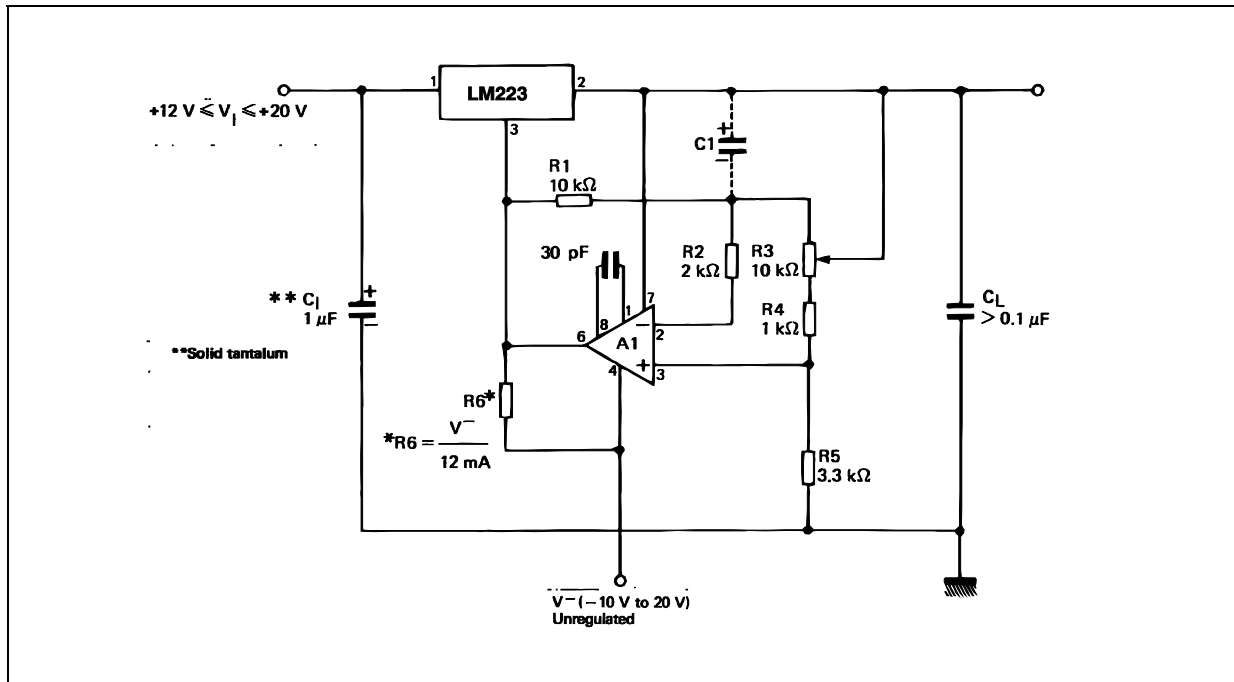 LM223
1
2
3
+12 V ⩽ V_I ⩽ +20 V
C1
+
−
R1
10 kΩ
30 pF
R2
2 kΩ
R3
10 kΩ
R4
1 kΩ
** C_I
1 µF
+
−
**Solid tantalum
C_L
> 0.1 µF
8
1
7
6
A1
−
2
+
3
4
R6*
*R6 = V⁻
12 mA
R5
3.3 kΩ
V⁻ (−10 V to 20 V)
Unregulated